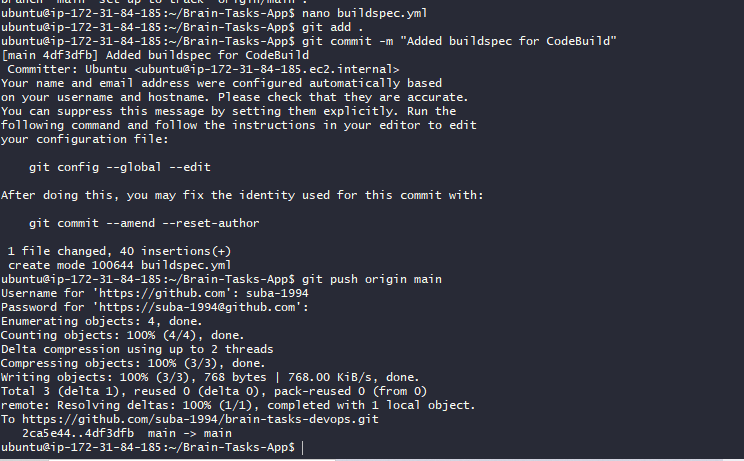 branch 'main' set up to track 'origin/main'.
ubuntu@ip-172-31-84-185:~/Brain-Tasks-App$ nano buildspec.yml
ubuntu@ip-172-31-84-185:~/Brain-Tasks-App$ git add .
ubuntu@ip-172-31-84-185:~/Brain-Tasks-App$ git commit -m "Added buildspec for CodeBuild"
[main 4df3dfb] Added buildspec for CodeBuild
 Committer: Ubuntu <ubuntu@ip-172-31-84-185.ec2.internal>
Your name and email address were configured automatically based
on your username and hostname. Please check that they are accurate.
You can suppress this message by setting them explicitly. Run the
following command and follow the instructions in your editor to edit
your configuration file:

    git config --global --edit

After doing this, you may fix the identity used for this commit with:

    git commit --amend --reset-author

 1 file changed, 40 insertions(+)
 create mode 100644 buildspec.yml
ubuntu@ip-172-31-84-185:~/Brain-Tasks-App$ git push origin main
Username for 'https://github.com': suba-1994
Password for 'https://suba-1994@github.com':
Enumerating objects: 4, done.
Counting objects: 100% (4/4), done.
Delta compression using up to 2 threads
Compressing objects: 100% (3/3), done.
Writing objects: 100% (3/3), 768 bytes | 768.00 KiB/s, done.
Total 3 (delta 1), reused 0 (delta 0), pack-reused 0 (from 0)
remote: Resolving deltas: 100% (1/1), completed with 1 local object.
To https://github.com/suba-1994/brain-tasks-devops.git
   2ca5e44..4df3dfb  main -> main
ubuntu@ip-172-31-84-185:~/Brain-Tasks-App$